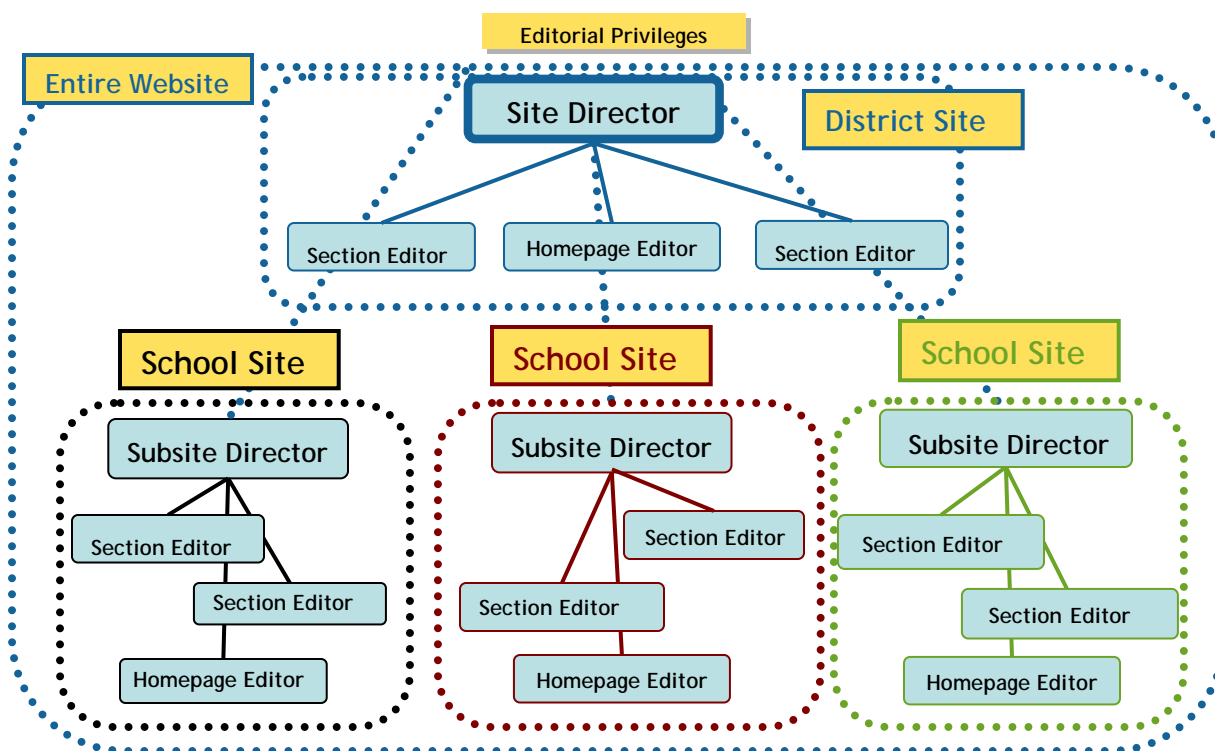 Editorial Privileges
Entire Website
Site Director
District Site
Section Editor
Homepage Editor
Section Editor
School Site
School Site
School Site
Subsite Director
Section Editor
Section Editor
Homepage Editor
Subsite Director
Section Editor
Section Editor
Homepage Editor
Subsite Director
Section Editor
Section Editor
Homepage Editor